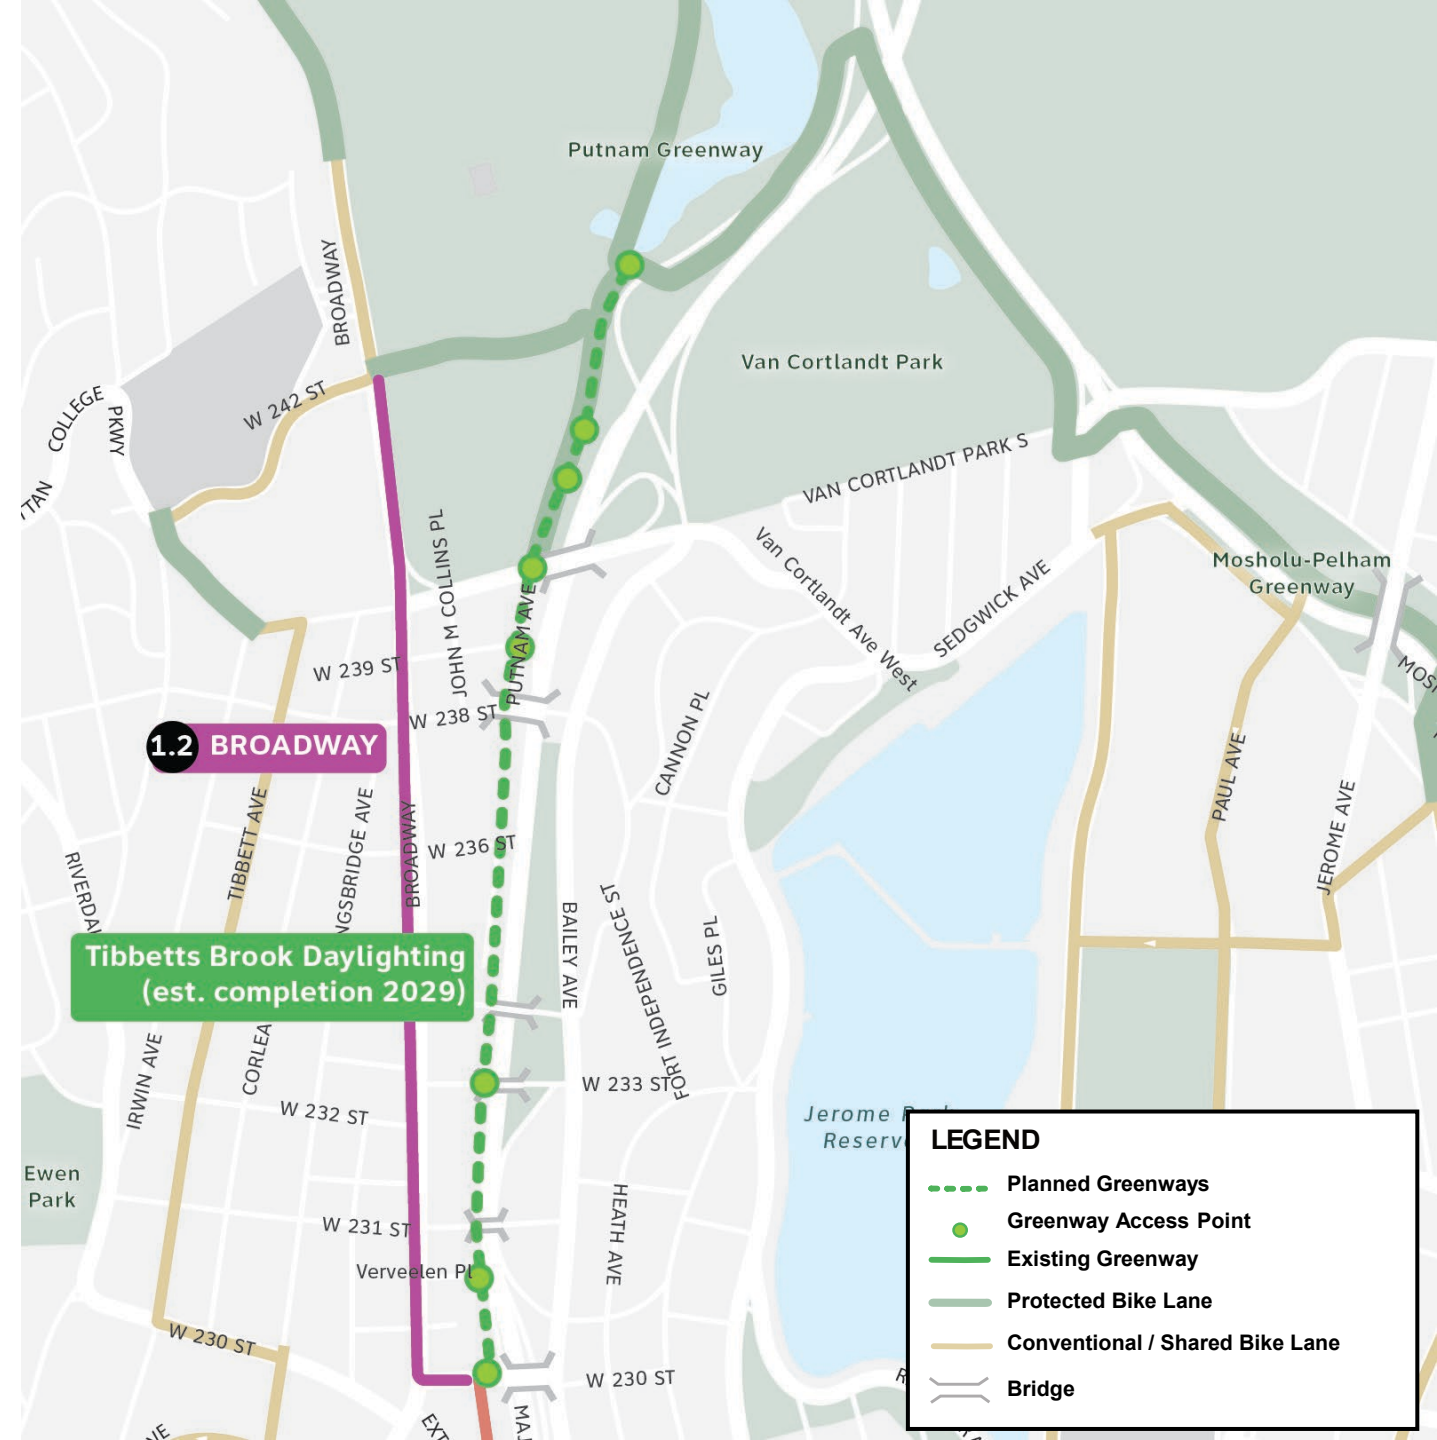 Putnam Greenway
BROADWAY
Van Cortlandt Park
W 242 ST
COLLEGE
PKWY
VAN CORTLANDT PARK S
JOHN M COLLINS PL
Van Cortlandt Ave West
SEDGWICK AVE
Mosholu-Pelham
Greenway
PUTNAM AVE
W 239 ST
W 238 ST
CANNON PL
1.2 BROADWAY
PAUL AVE
JEROME AVE
TIBBETT AVE
BROADWAY
W 236 ST
BAILEY AVE
FORT INDEPENDENCE ST
GILES PL
Tibbetts Brook Daylighting
(est. completion 2029)
IRWIN AVE
W 233 ST
W 232 ST
Jerome
Ewen
Park
HEATH AVE
W 231 ST
Verveelen Pl
W 230 ST
W 230 ST
LEGEND
Planned Greenways
Greenway Access Point
Existing Greenway
Protected Bike Lane
Conventional / Shared Bike Lane
Bridge